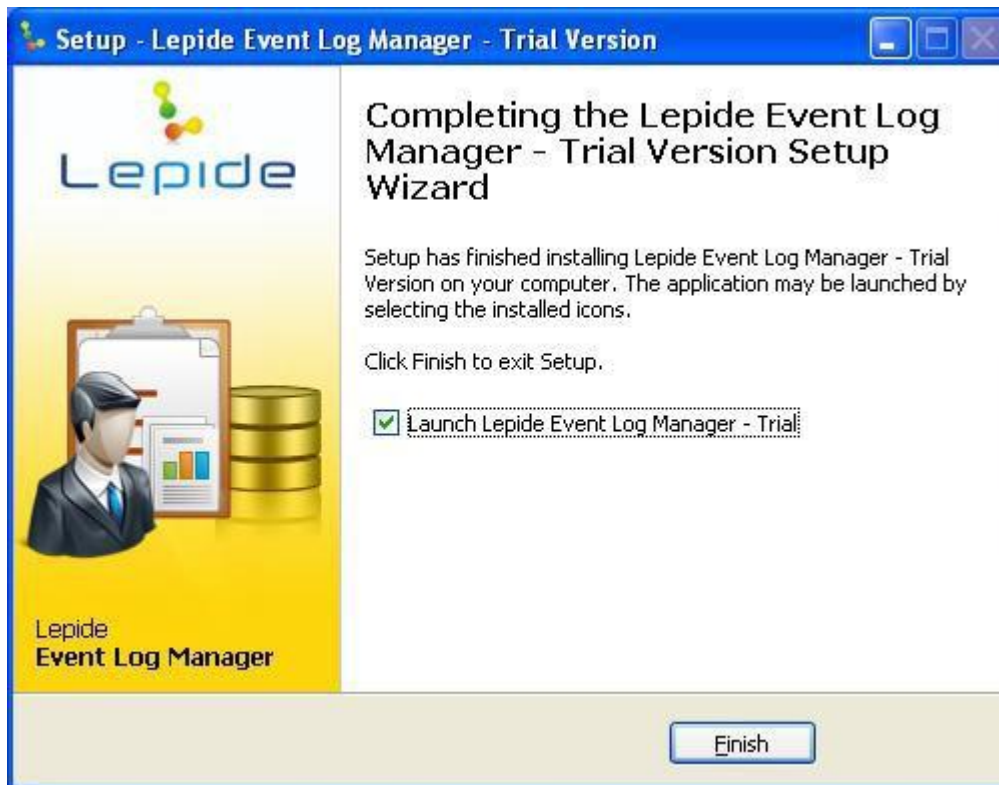 Setup - Lepide Event Log Manager - Trial Version
Lepide
Completing the Lepide Event Log
Manager - Trial Version Setup
Wizard
Setup has finished installing Lepide Event Log Manager - Trial
Version on your computer. The application may be launched by
selecting the installed icons.
Click Finish to exit Setup.
Launch Lepide Event Log Manager - Trial
Lepide
Event Log Manager
Finish